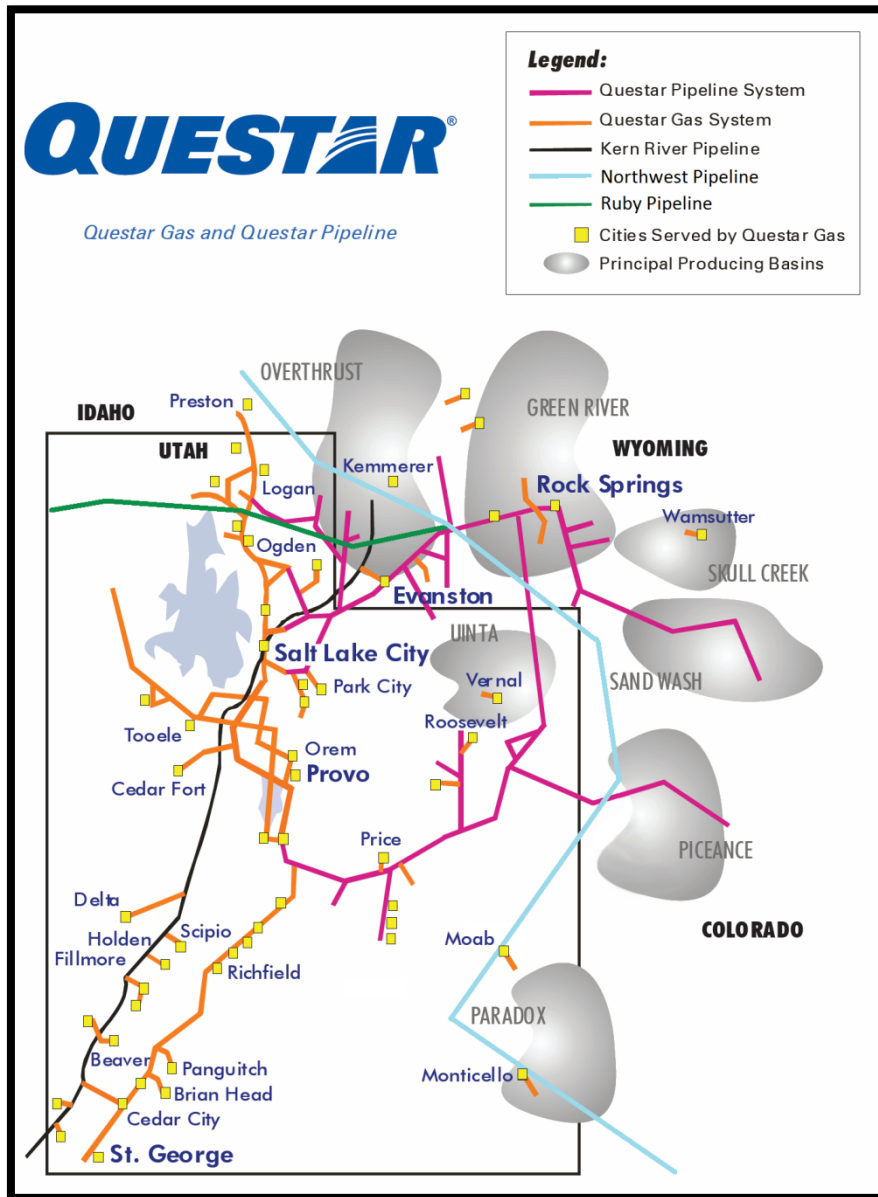 QUESTAR®
Questar Gas and Questar Pipeline
Legend:
Questar Pipeline System
Questar Gas System
Kern River Pipeline
Northwest Pipeline
Ruby Pipeline
Cities Served by Questar Gas
Principal Producing Basins
OVERTHRUST
Preston
GREEN RIVER
IDAHO
UTAH
WYOMING
Kemmerer
Logan
Rock Springs
Wamsutter
Ogden
SKULL CREEK
Evanston
UINTA
Salt Lake City
SAND WASH
Park City
Vernal
Roosevelt
Tooele
Orem
Provo
Cedar Fort
Price
PICEANCE
Delta
COLORADO
Scipio
Holden
Moab
Fillmore
Richfield
PARADOX
Beaver
Panguitch
Monticello
Brian Head
Cedar City
St. George